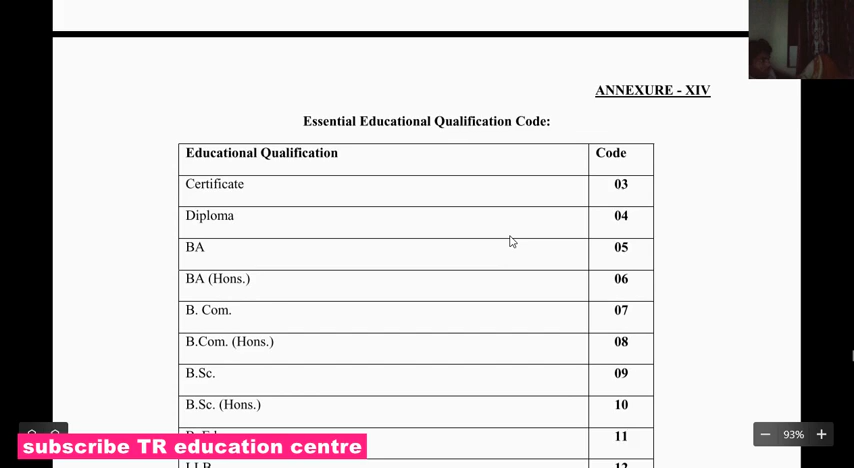 ANNEXURE - XIV
Essential Educational Qualification Code:
Educational Qualification Code
Certificate 03
Diploma 04
BA 05
BA (Hons.) 06
B. Com. 07
B.Com. (Hons.) 08
B.Sc. 09
B.Sc. (Hons.) 10
11
12
subscribe TR education centre
93%